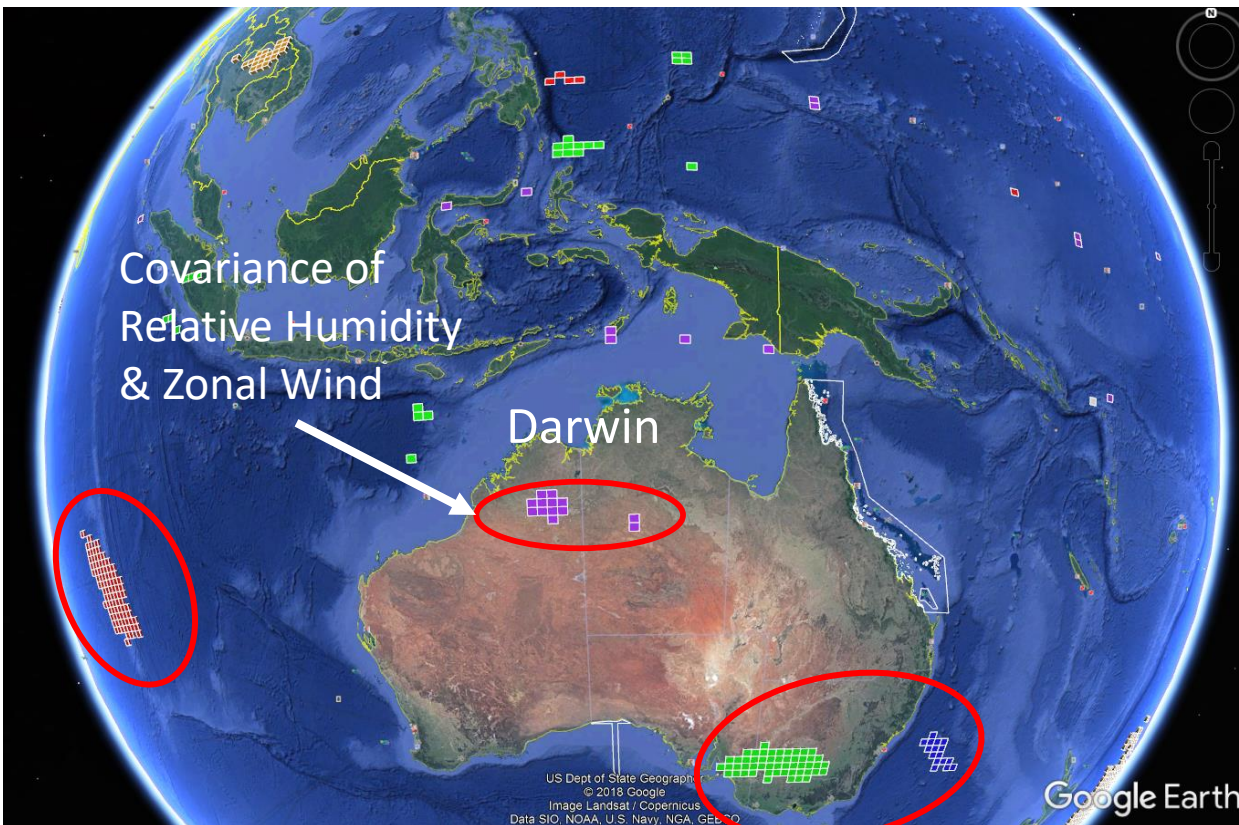 N
Covariance of
Relative Humidity
& Zonal Wind
Darwin
US Dept of State Geographer
© 2018 Google
Image Landsat / Copernicus
Data SIO, NOAA, U.S. Navy, NGA, GEBCO
Google Earth